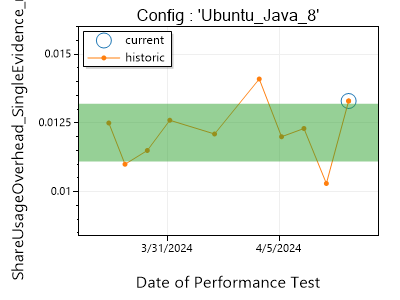 Config : 'Ubuntu_Java_8'
current
historic
0.015
0.0125
0.01
3/31/2024
4/5/2024
Date of Performance Test
ShareUsageOverhead_SingleEvidence_